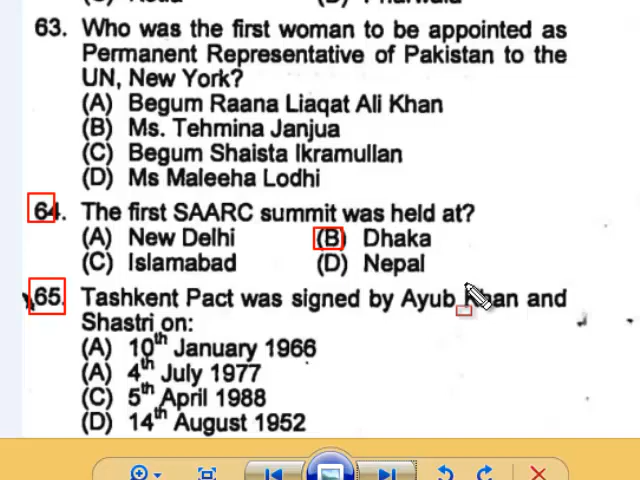 63. Who was the first woman to be appointed as
Permanent Representative of Pakistan to the
UN, New York?
(A) Begum Raana Liaqat Ali Khan
(B) Ms. Tehmina Janjua
(C) Begum Shaista Ikramullan
(D) Ms Maleeha Lodhi
64. The first SAARC summit was held at?
(A) New Delhi (B) Dhaka
(C) Islamabad (D) Nepal
65. Tashkent Pact was signed by Ayub Khan and
Shastri on:
(A) 10th January 1966
(A) 4th July 1977
(C) 5th April 1988
(D) 14th August 1952